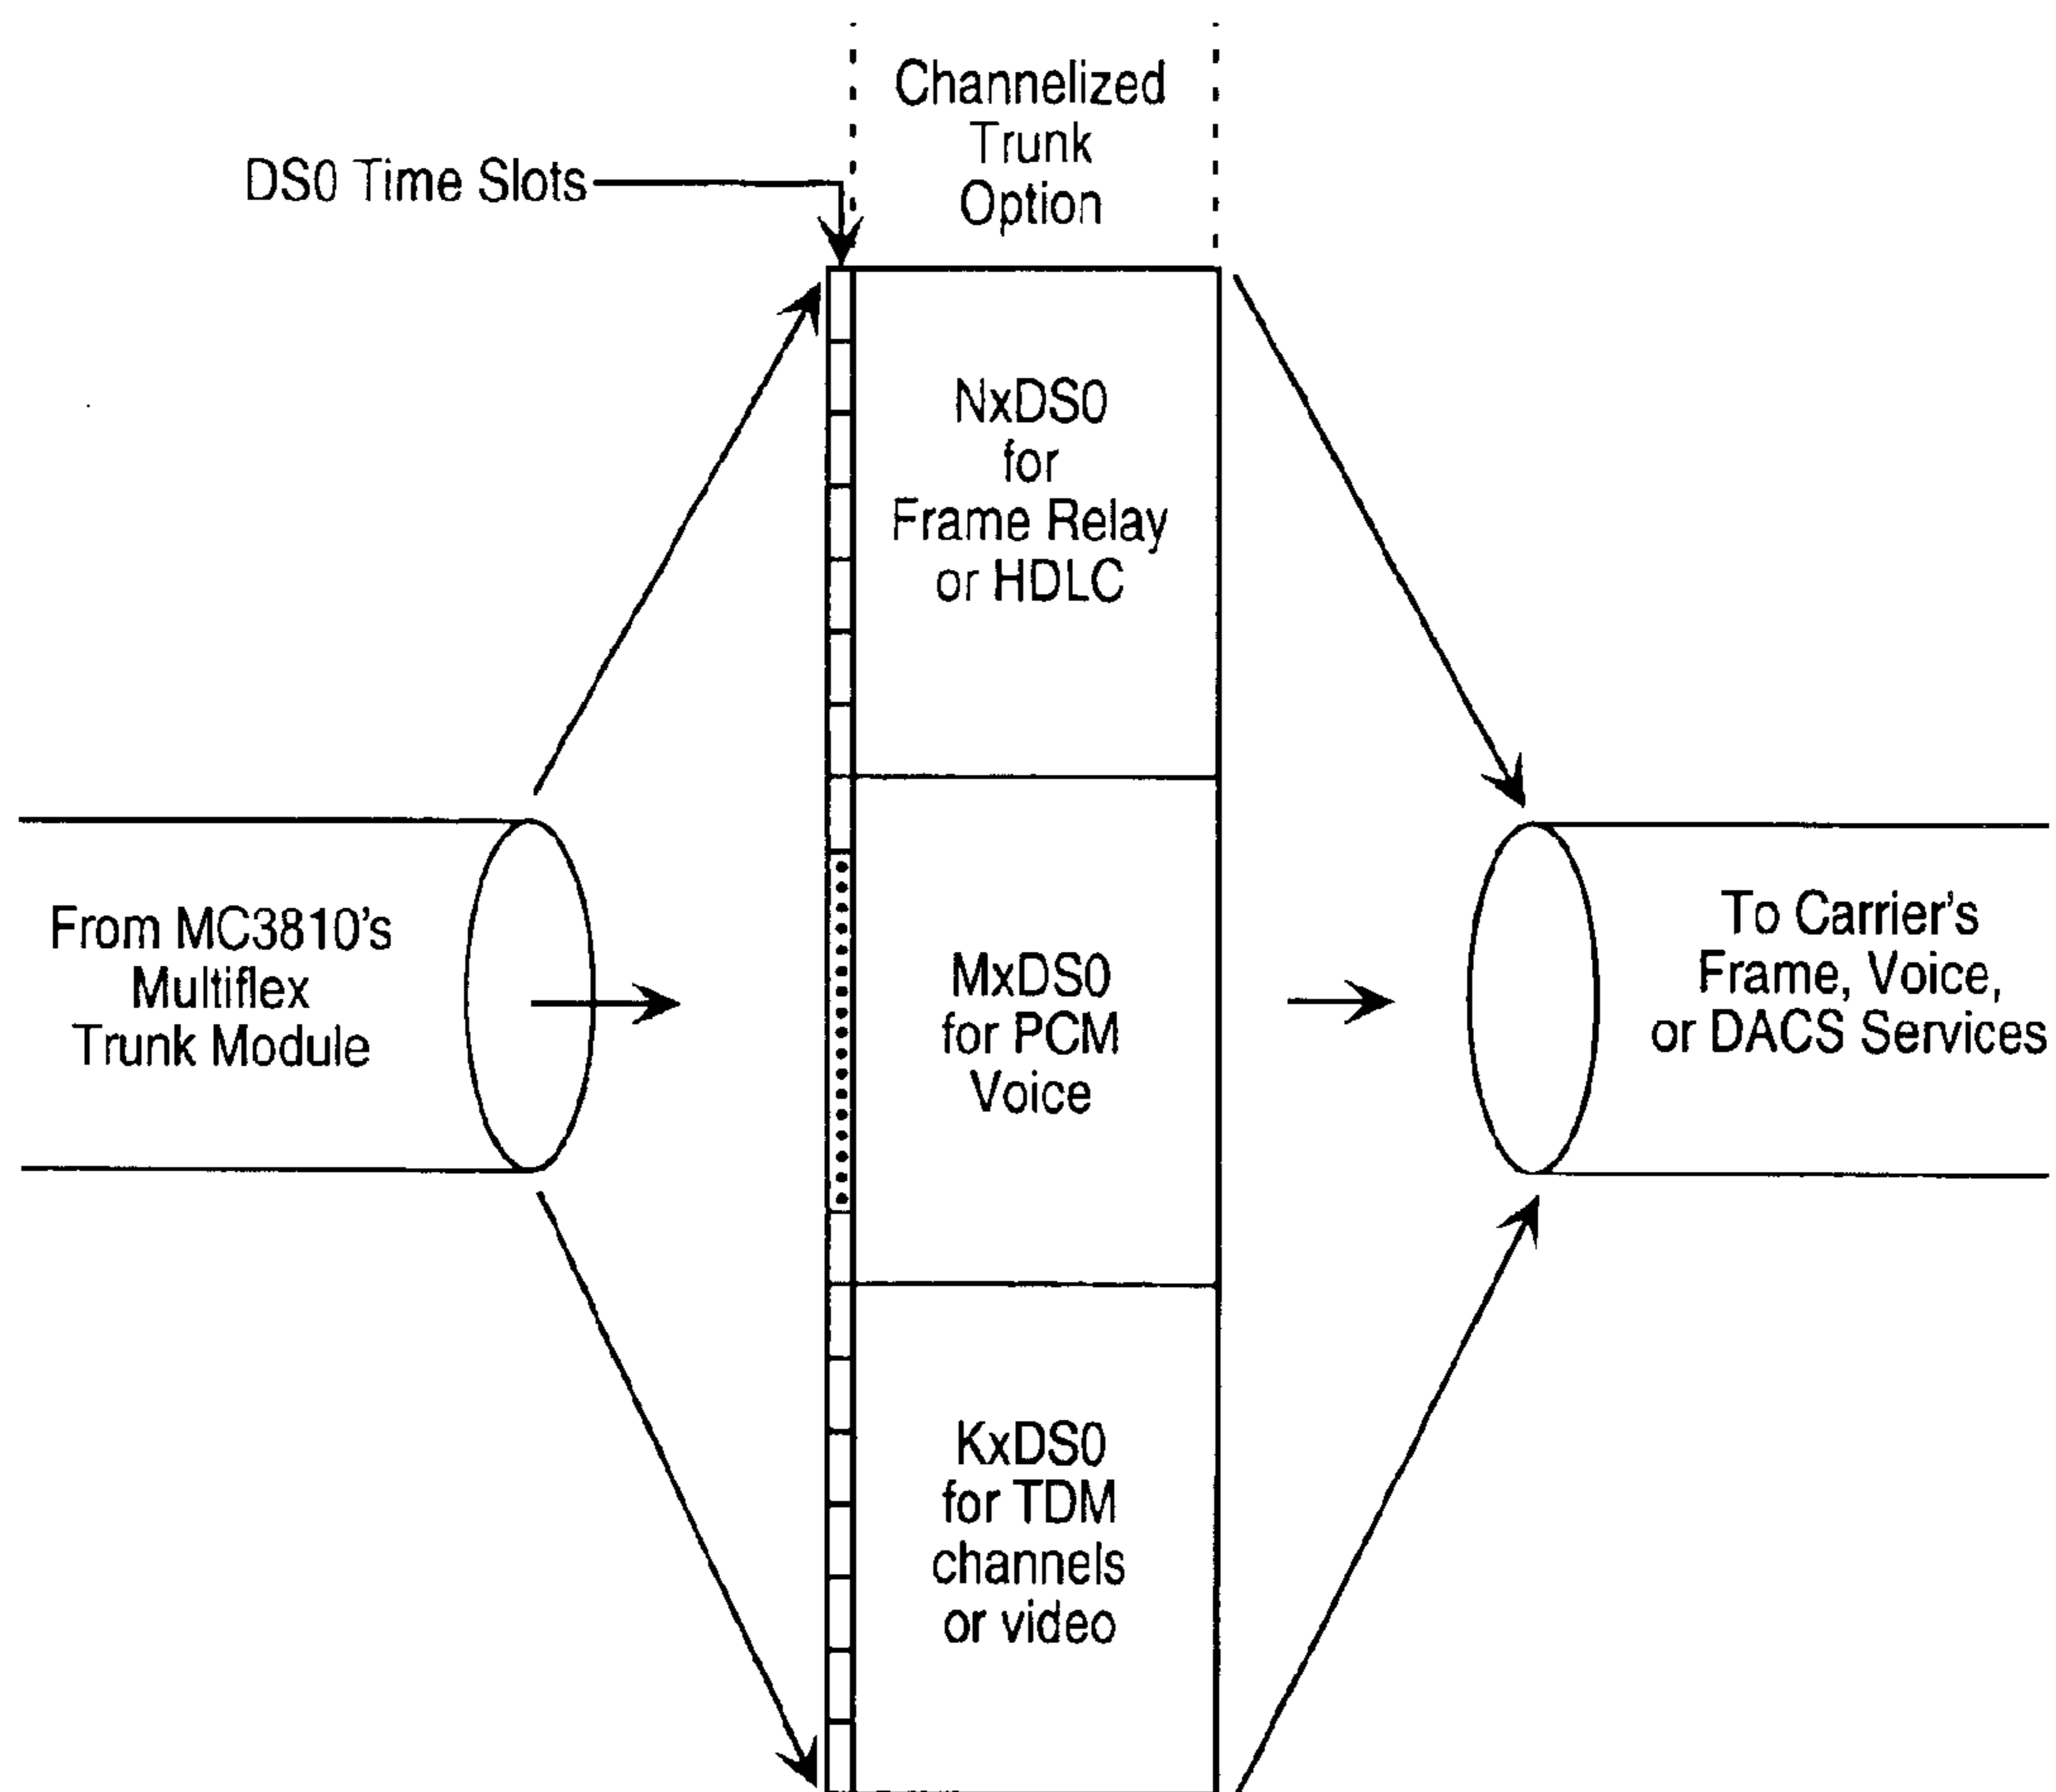 Channelized
Trunk
Option
DS0 Time Slots
NxDS0
for
Frame Relay
or HDLC
From MC3810's
Multiflex
Trunk Module
MxDS0
for PCM
Voice
To Carrier's
Frame, Voice,
or DACS Services
KxDS0
for TDM
channels
or video